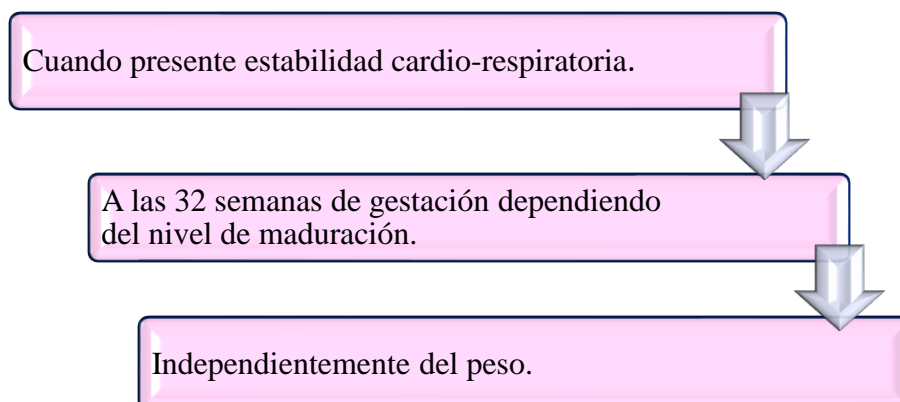 Cuando presente estabilidad cardio-respiratoria.
A las 32 semanas de gestación dependiendo
del nivel de maduración.
Independientemente del peso.